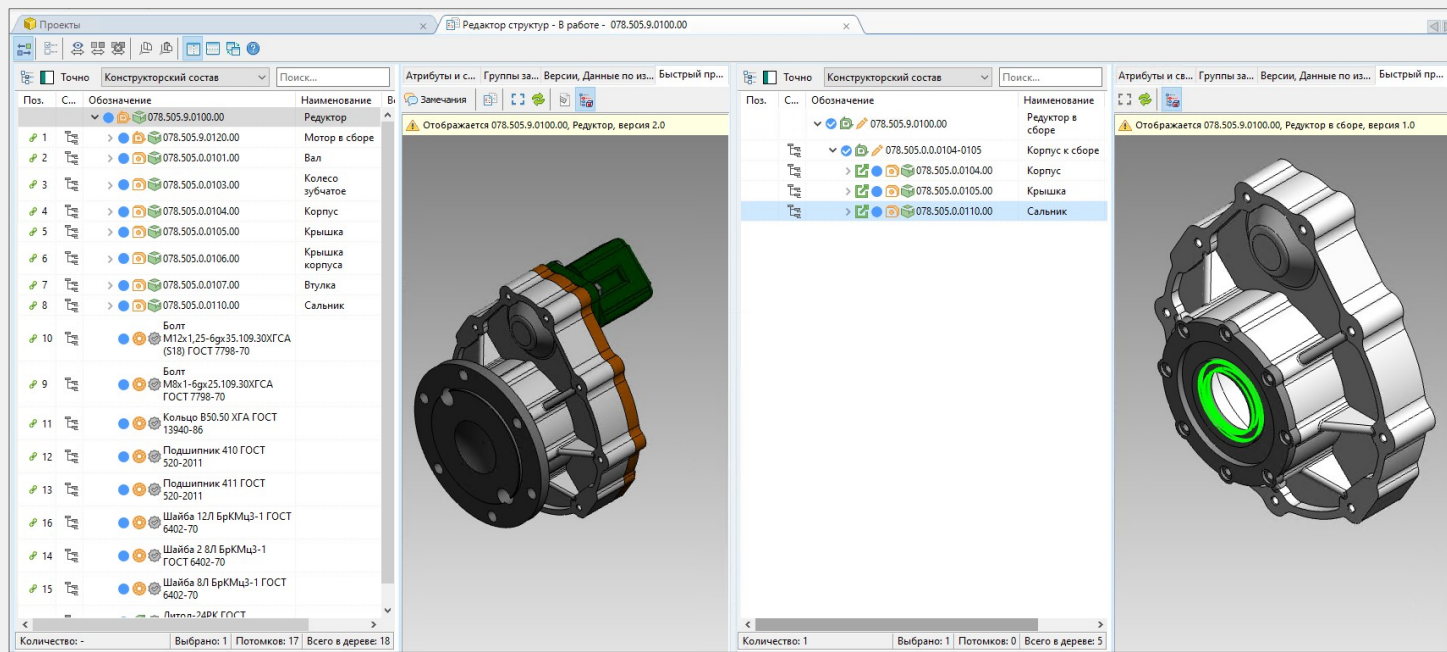 Проекты
Редактор структур - В работе - 078.505.9.0100.00
Точно Конструкторский состав Поиск...
Поз. С... Обозначение Наименование
078.505.9.0100.00 Редуктор
1 078.505.9.0120.00 Мотор в сборе
2 078.505.0.0101.00 Вал
3 078.505.0.0103.00 Колесо
зубчатое
4 078.505.0.0104.00 Корпус
5 078.505.0.0105.00 Крышка
6 078.505.0.0106.00 Крышка
корпуса
7 078.505.0.0107.00 Втулка
8 078.505.0.0110.00 Сальник
Болт
10 М12х1,25-6gх35.109.30ХГСА
(S18) ГОСТ 7798-70
Болт
9 М8х1-6gх25.109.30ХГСА
ГОСТ 7798-70
11 Кольцо В50.50 ХГА ГОСТ
13940-86
12 Подшипник 410 ГОСТ
520-2011
13 Подшипник 411 ГОСТ
520-2011
16 Шайба 12Л БрКМц3-1 ГОСТ
6402-70
14 Шайба 2 8Л БрКМц3-1
ГОСТ 6402-70
15 Шайба 8Л БрКМц3-1 ГОСТ
6402-70
Литол-24РК ГОСТ
Количество: - Выбрано: 1 Потомков: 17 Всего в дереве: 18
Атрибуты и с... Группы за... Версии, Данные по из... Быстрый пр...
Замечания
Отображается 078.505.9.0100.00, Редуктор, версия 2.0
Точно Конструкторский состав Поиск...
Поз. С... Обозначение Наименование
078.505.9.0100.00 Редуктор в
сборе
078.505.0.0.0104-0105 Корпус к сборе
078.505.0.0104.00 Корпус
078.505.0.0105.00 Крышка
078.505.0.0110.00 Сальник
Количество: 1 Выбрано: 1 Потомков: 0 Всего в дереве: 5
Атрибуты и св... Группы за... Версии, Данные по из... Быстрый пр...
Отображается 078.505.9.0100.00, Редуктор в сборе, версия 1.0